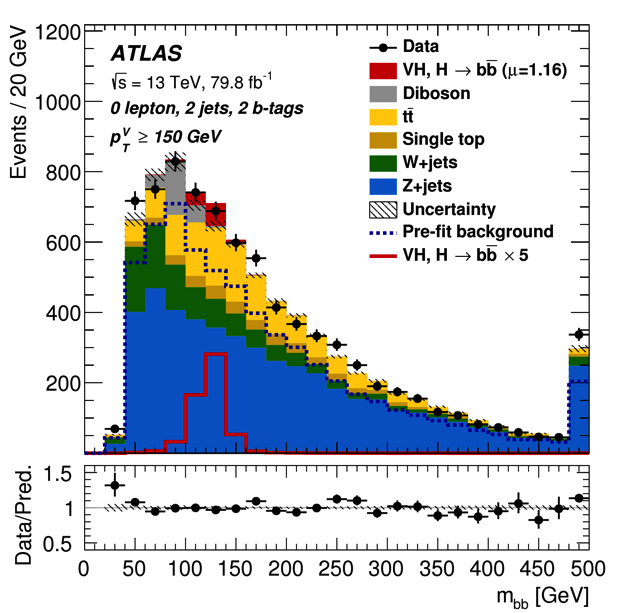 1200
1000
800
600
400
200
Events / 20 GeV
ATLAS
√s = 13 TeV, 79.8 fb⁻¹
0 lepton, 2 jets, 2 b-tags
p_T^V ≥ 150 GeV
Data
VH, H → bb̅ (μ=1.16)
Diboson
tt̅
Single top
W+jets
Z+jets
Uncertainty
Pre-fit background
VH, H → bb̅ × 5
1.5
1
0.5
Data/Pred.
0 50 100 150 200 250 300 350 400 450 500
m_bb [GeV]